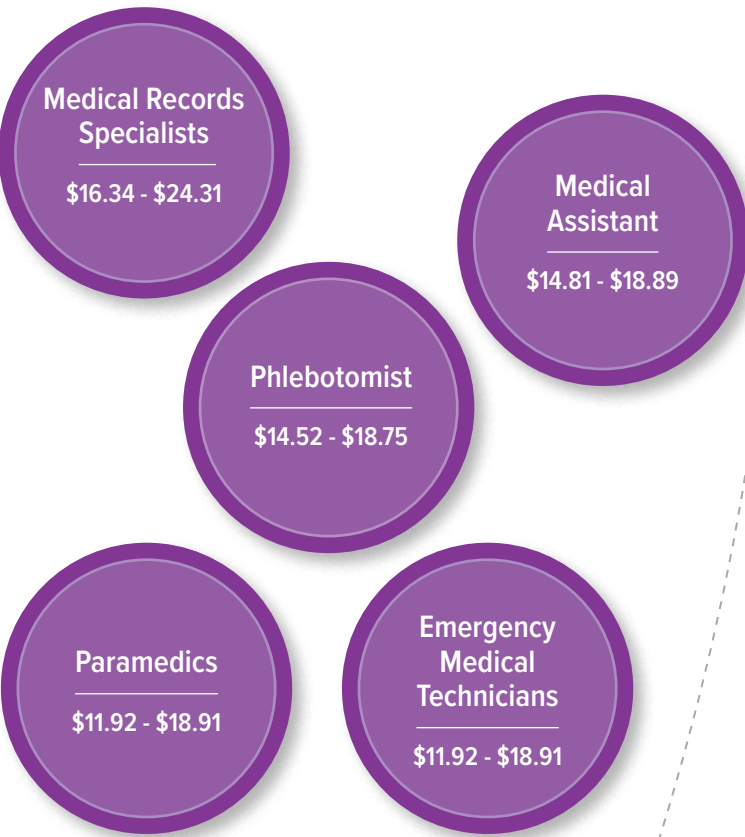 Medical Records
Specialists
$16.34 - $24.31
Medical
Assistant
$14.81 - $18.89
Phlebotomist
$14.52 - $18.75
Paramedics
$11.92 - $18.91
Emergency
Medical
Technicians
$11.92 - $18.91